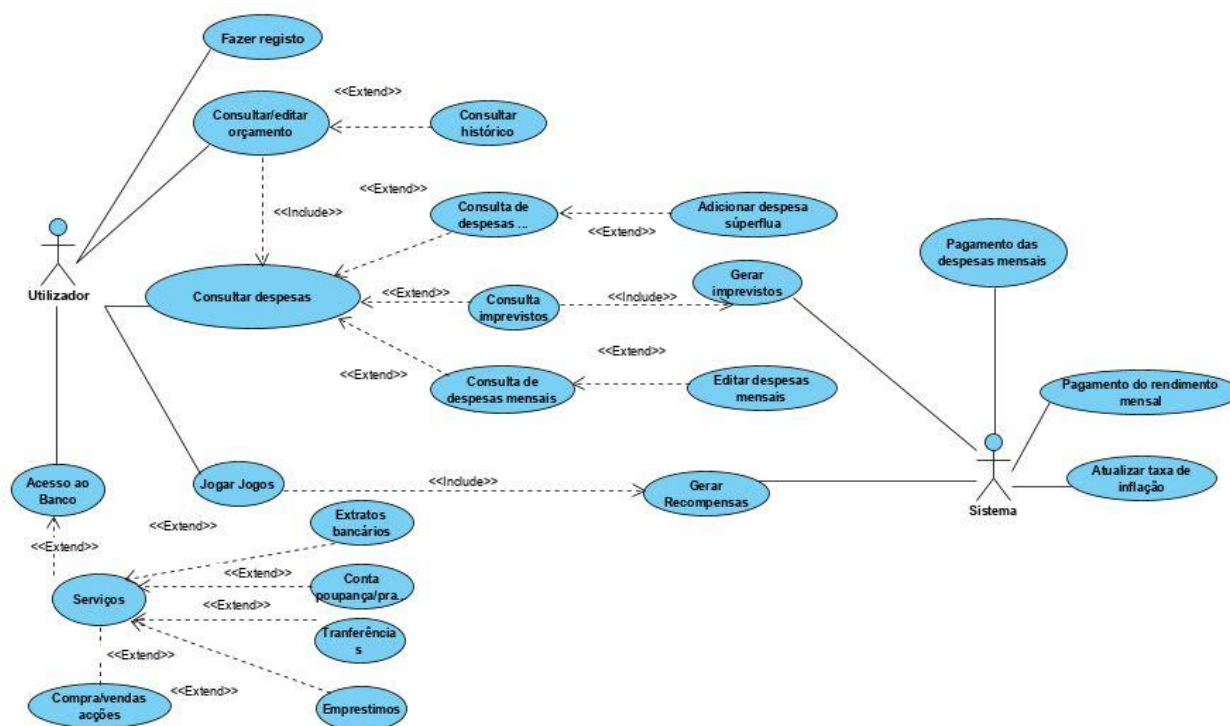 Fazer registo
<<Extend>>
Consultar/editar
orçamento
Consultar
histórico
<<Extend>>
<<Include>>
Consulta de
despesas ...
Adicionar despesa
súperflua
<<Extend>>
Pagamento das
despesas mensais
Utilizador
Consultar despesas
<<Extend>>
Consulta
imprevistos
<<Include>>
Gerar
imprevistos
<<Extend>>
<<Extend>>
Consulta de
despesas mensais
Editar despesas
mensais
Pagamento do rendimento
mensal
Acesso ao
Banco
Jogar Jogos
<<Include>>
Gerar
Recompensas
Sistema
Atualizar taxa de
inflação
<<Extend>>
<<Extend>>
Extratos
bancários
<<Extend>>
Conta
poupança/pra...
Serviços
<<Extend>>
Tranferência
s
<<Extend>>
Compra/vendas
acções
<<Extend>>
Emprestimos